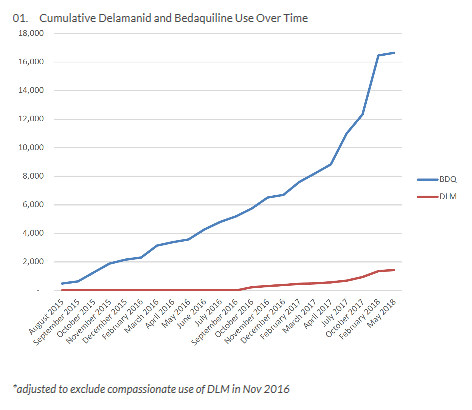 01. Cumulative Delamanid and Bedaquiline Use Over Time
18,000
16,000
14,000
12,000
10,000
8,000
6,000
4,000
2,000
-
BDQ
DLM
August 2015
September 2015
October 2015
November 2015
December 2015
February 2016
March 2016
April 2016
May 2016
June 2016
July 2016
September 2016
October 2016
November 2016
December 2016
February 2017
March 2017
April 2017
July 2017
October 2017
February 2018
May 2018
*adjusted to exclude compassionate use of DLM in Nov 2016